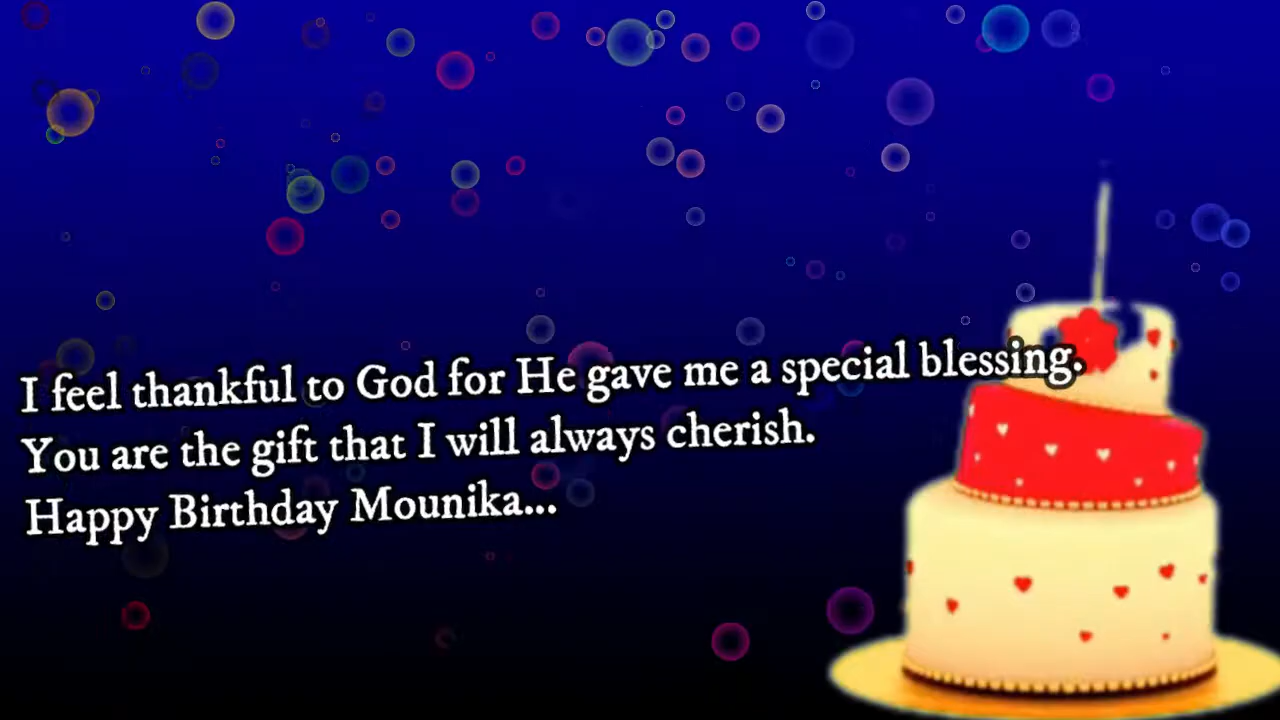 I feel thankful to God for He gave me a special blessing.
You are the gift that I will always cherish.
Happy Birthday Mounika...